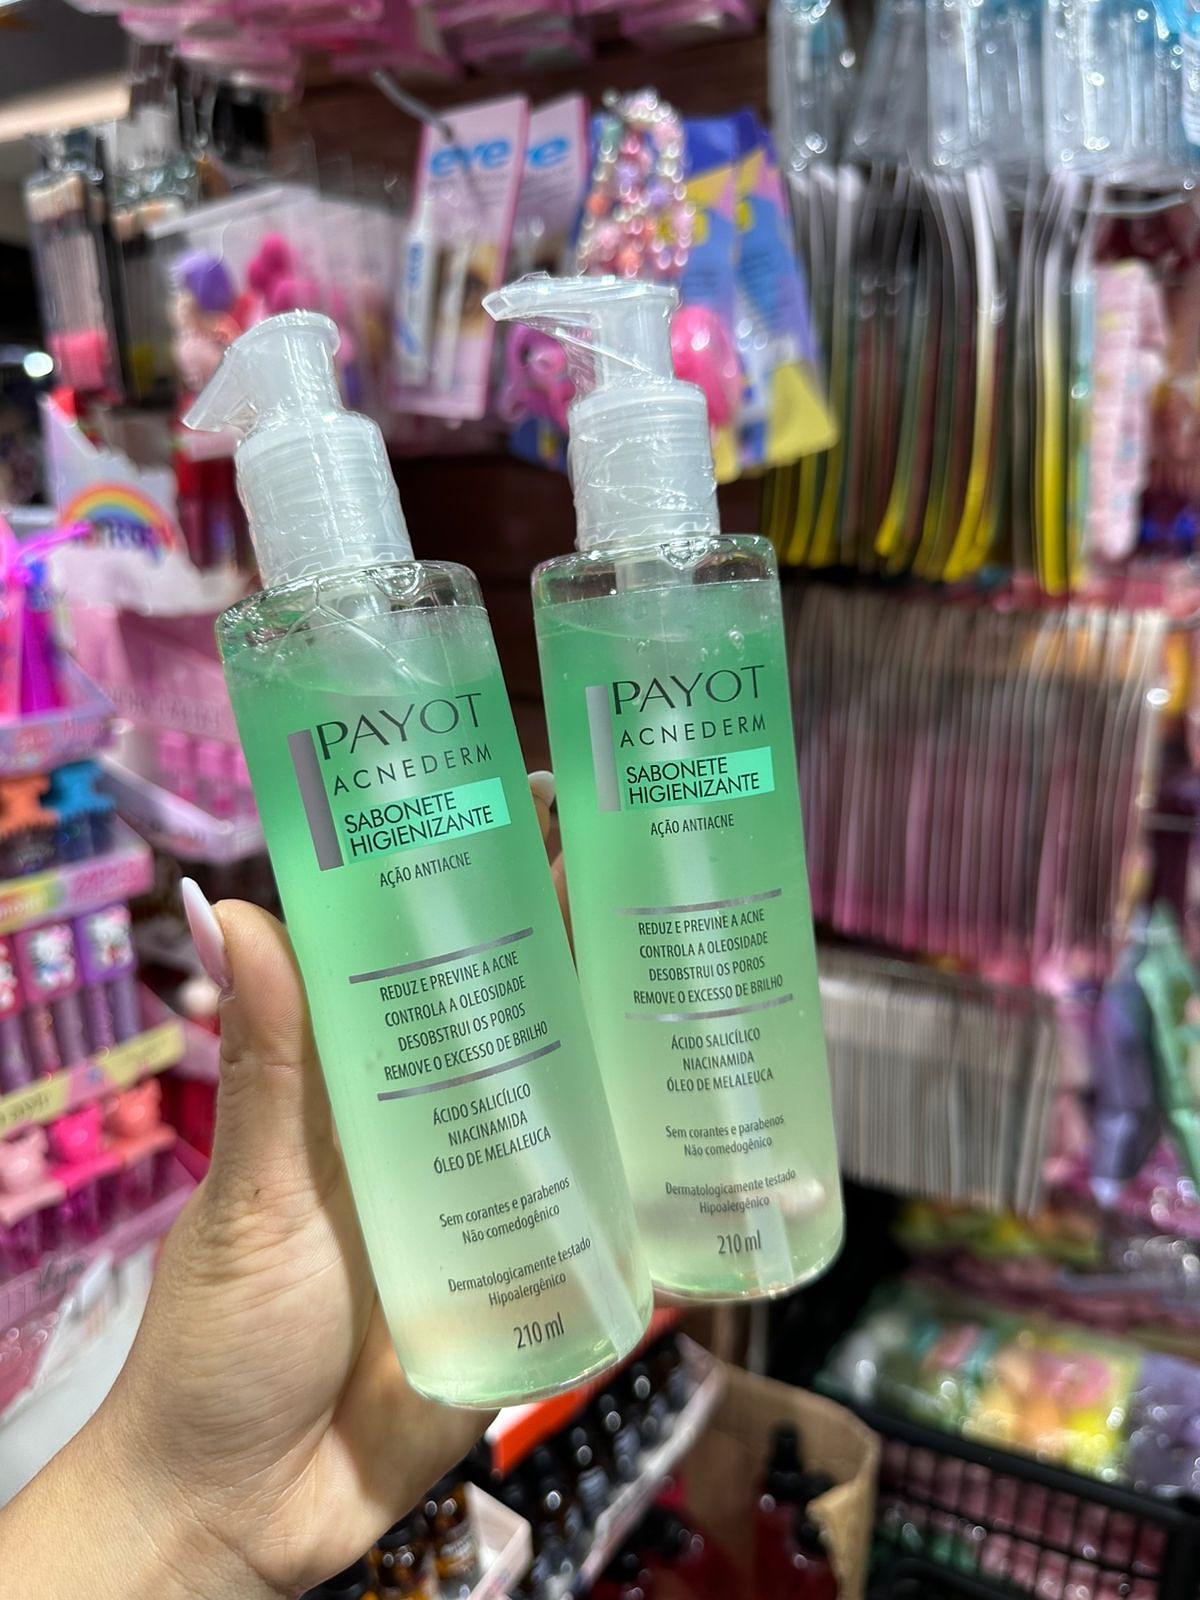 eve
PAYOT
ACNEDERM
SABONETE
HIGIENIZANTE
AÇÃO ANTIACNE
REDUZ E PREVINE A ACNE
CONTROLA A OLEOSIDADE
DESOBSTRUI OS POROS
REMOVE O EXCESSO DE BRILHO
ÁCIDO SALICÍLICO
NIACINAMIDA
ÓLEO DE MELALEUCA
Sem corantes e parabenos
Não comedogênico
Dermatologicamente testado
Hipoalergênico
210 ml
PAYOT
ACNEDERM
SABONETE
HIGIENIZANTE
AÇÃO ANTIACNE
REDUZ E PREVINE A ACNE
CONTROLA A OLEOSIDADE
DESOBSTRUI OS POROS
REMOVE O EXCESSO DE BRILHO
ÁCIDO SALICÍLICO
NIACINAMIDA
ÓLEO DE MELALEUCA
Sem corantes e parabenos
Não comedogênico
Dermatologicamente testado
Hipoalergênico
210 ml